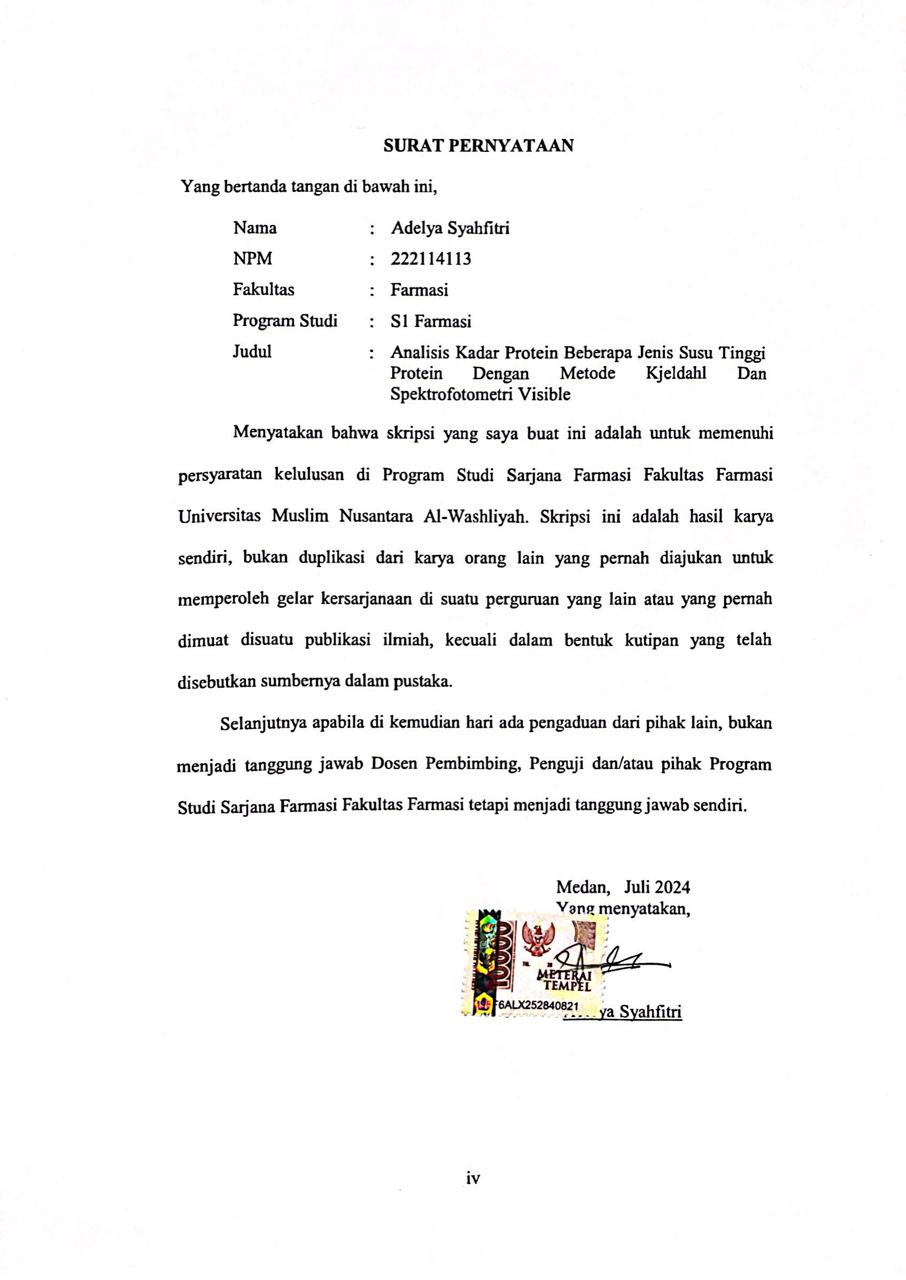 SURAT PERNYATAAN
Yang bertanda tangan di bawah ini,
Nama : Adelya Syahfitri
NPM : 222114113
Fakultas : Farmasi
Program Studi : S1 Farmasi
Judul : Analisis Kadar Protein Beberapa Jenis Susu Tinggi
Protein Dengan Metode Kjeldahl Dan
Spektrofotometri Visible
Menyatakan bahwa skripsi yang saya buat ini adalah untuk memenuhi
persyaratan kelulusan di Program Studi Sarjana Farmasi Fakultas Farmasi
Universitas Muslim Nusantara Al-Washliyah. Skripsi ini adalah hasil karya
sendiri, bukan duplikasi dari karya orang lain yang pernah diajukan untuk
memperoleh gelar kersarjanaan di suatu perguruan yang lain atau yang pernah
dimuat disuatu publikasi ilmiah, kecuali dalam bentuk kutipan yang telah
disebutkan sumbernya dalam pustaka.
Selanjutnya apabila di kemudian hari ada pengaduan dari pihak lain, bukan
menjadi tanggung jawab Dosen Pembimbing, Penguji dan/atau pihak Program
Studi Sarjana Farmasi Fakultas Farmasi tetapi menjadi tanggung jawab sendiri.
Medan, Juli 2024
Yang menyatakan,
10000
METERAI
TEMPEL
F6ALX252840821
ya Syahfitri
iv